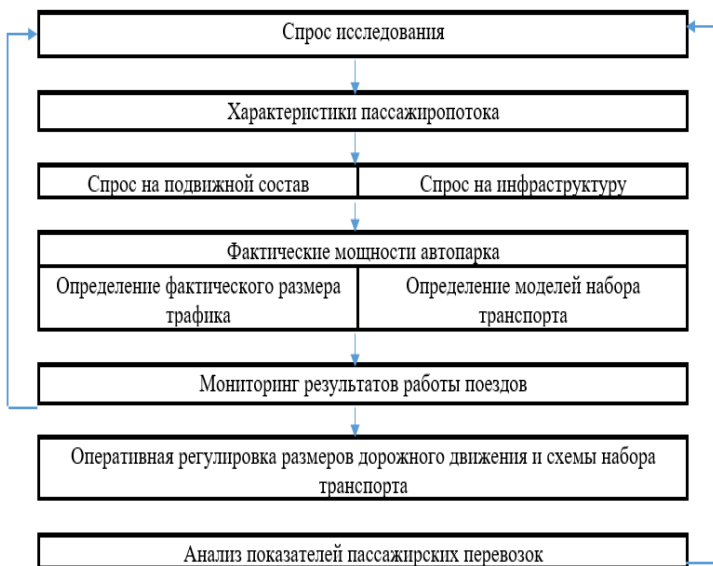 Спрос исследования
Характеристики пассажиропотока
Спрос на подвижной состав
Спрос на инфраструктуру
Фактические мощности автопарка
Определение фактического размера
трафика
Определение моделей набора
транспорта
Мониторинг результатов работы поездов
Оперативная регулировка размеров дорожного движения и схемы набора
транспорта
Анализ показателей пассажирских перевозок